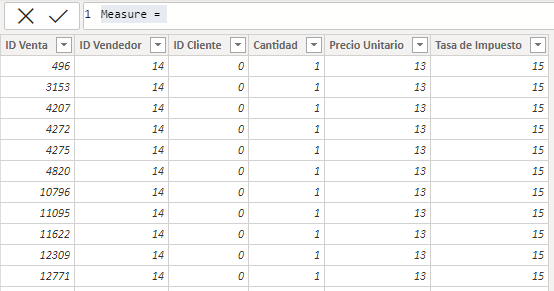 1 Measure =
ID Venta ID Vendedor ID Cliente Cantidad Precio Unitario Tasa de Impuesto
496 14 0 1 13 15
3153 14 0 1 13 15
4207 14 0 1 13 15
4272 14 0 1 13 15
4275 14 0 1 13 15
4820 14 0 1 13 15
10796 14 0 1 13 15
11095 14 0 1 13 15
11622 14 0 1 13 15
12309 14 0 1 13 15
12771 14 0 1 13 15